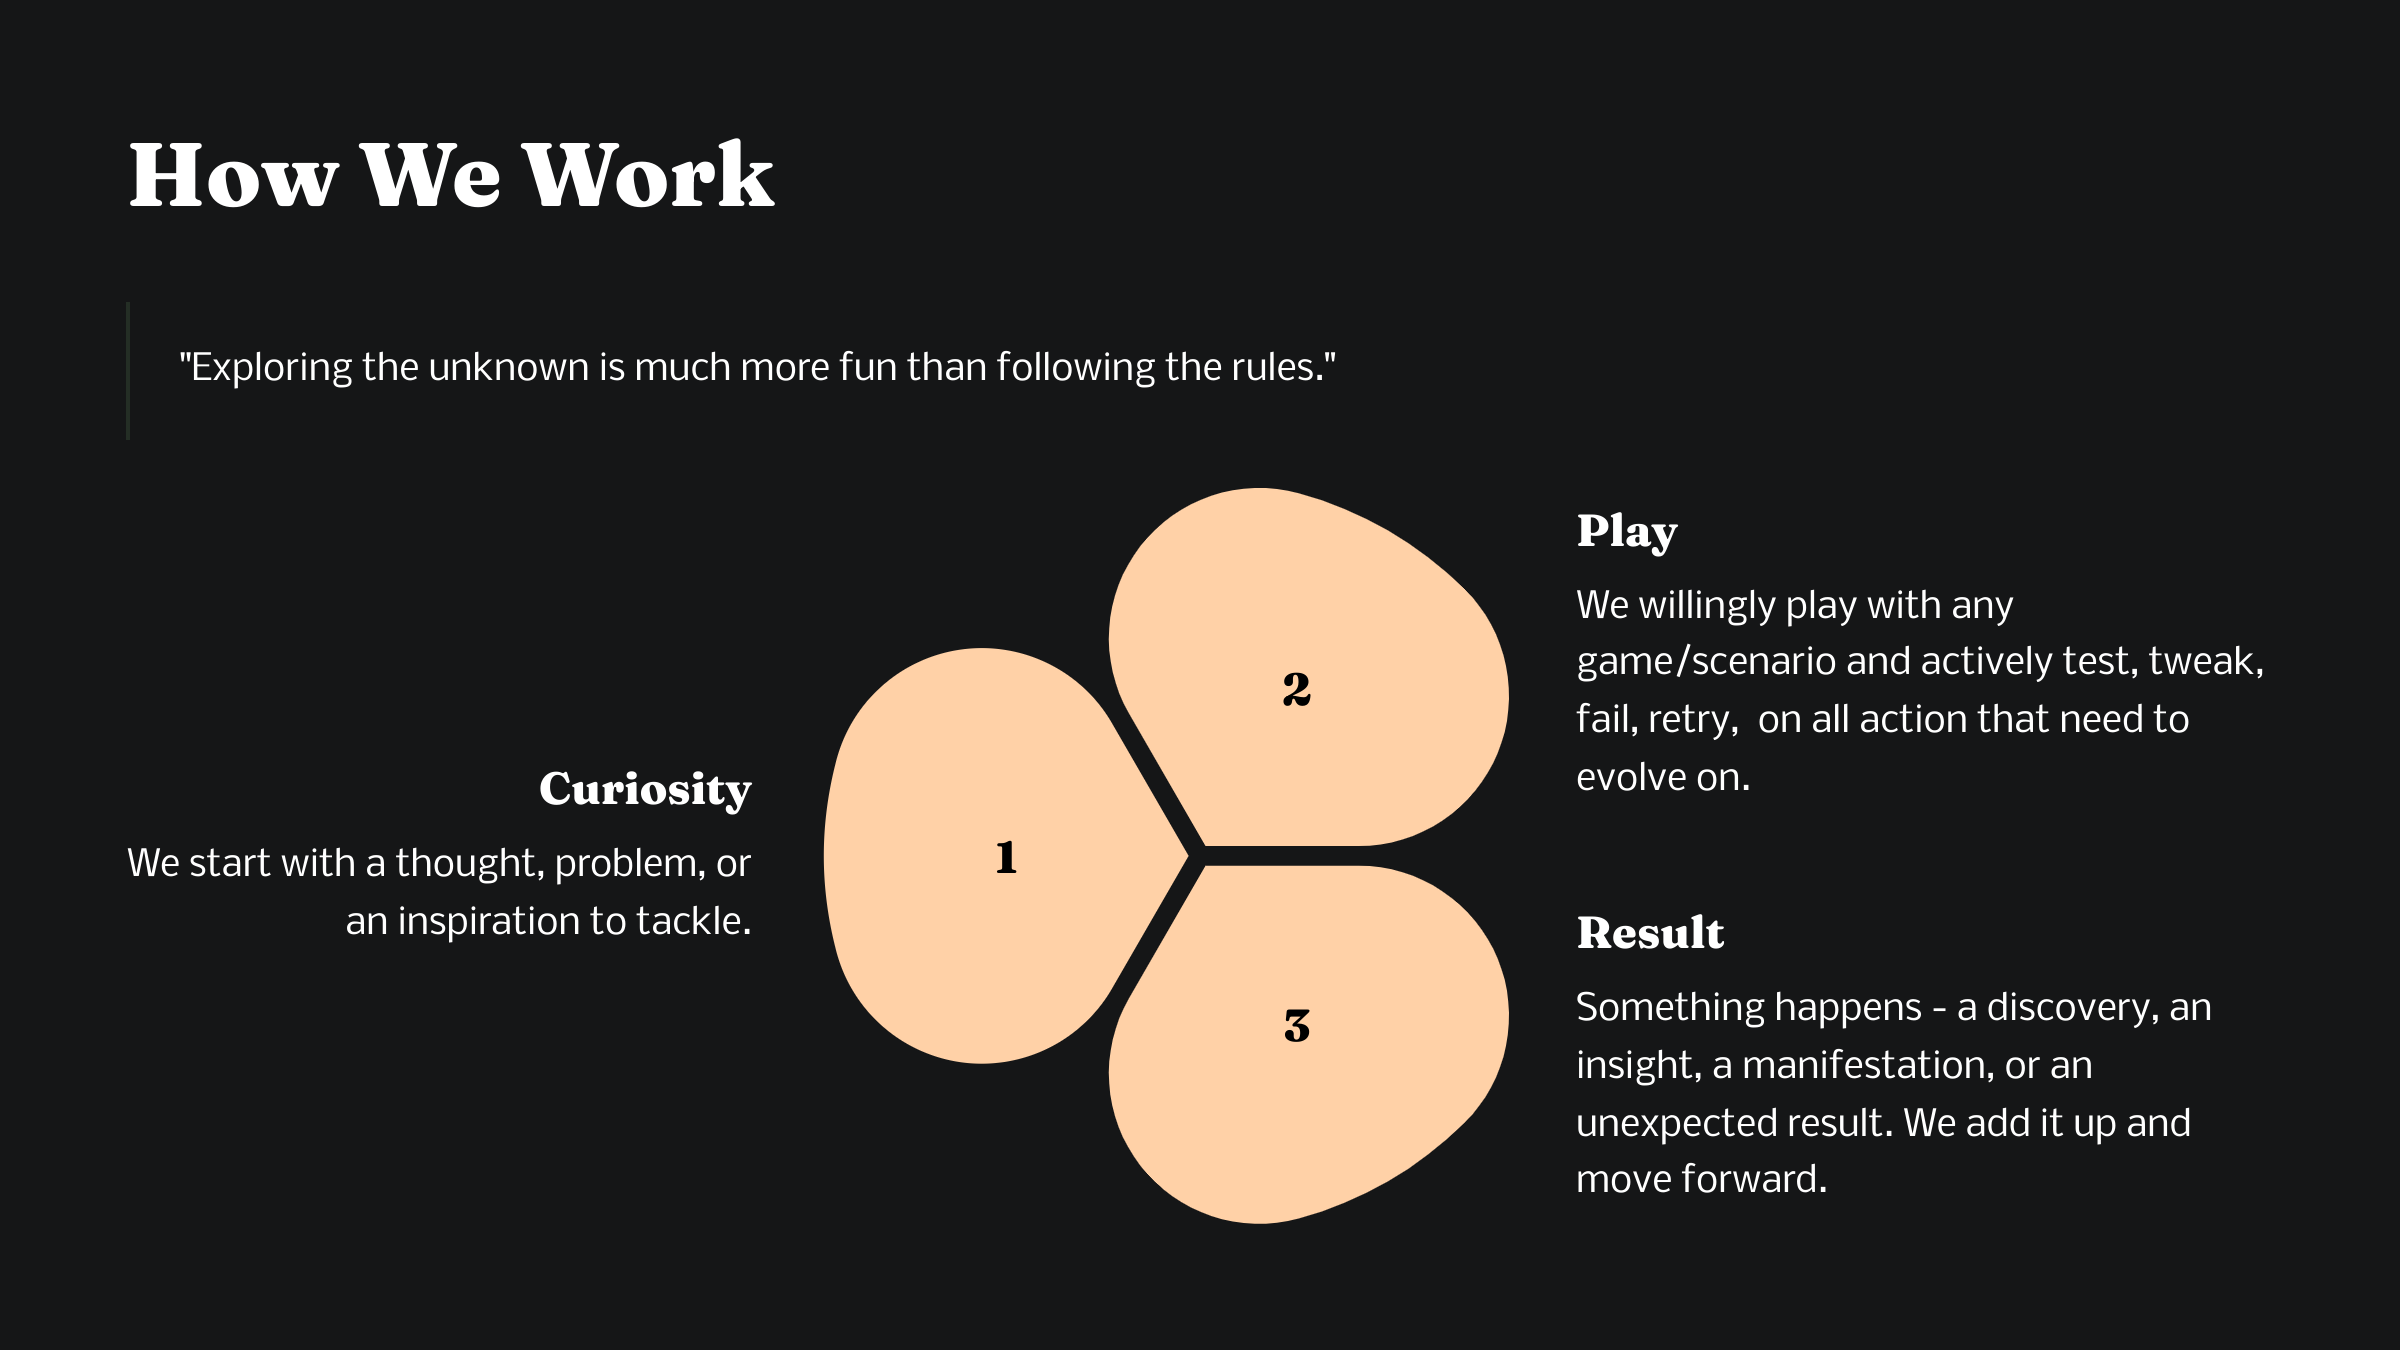 How We Work
"Exploring the unknown is much more fun than following the rules."
1
Curiosity
We start with a thought, problem, or
an inspiration to tackle.
2
Play
We willingly play with any
game/scenario and actively test, tweak,
fail, retry,  on all action that need to
evolve on.
3
Result
Something happens - a discovery, an
insight, a manifestation, or an
unexpected result. We add it up and
move forward.